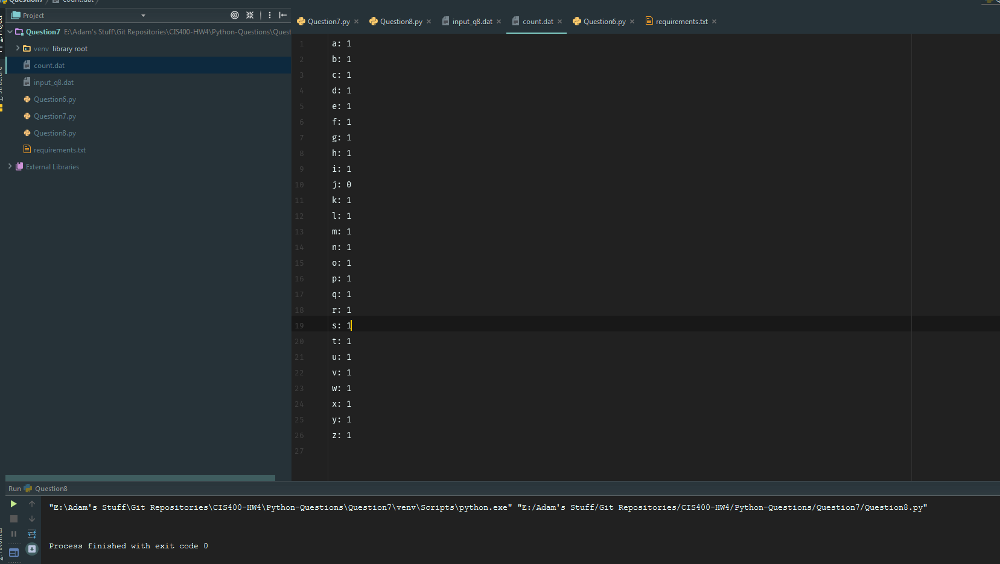 Question7 count.dat
Project
Question7 E:\Adam's Stuff\Git Repositories\CIS400-HW4\Python-Questions\Quest
venv library root
count.dat
input_q8.dat
Question6.py
Question7.py
Question8.py
requirements.txt
External Libraries
Question7.py × Question8.py × input_q8.dat × count.dat × Question6.py × requirements.txt ×
1 a: 1
2 b: 1
3 c: 1
4 d: 1
5 e: 1
6 f: 1
7 g: 1
8 h: 1
9 i: 1
10 j: 0
11 k: 1
12 l: 1
13 m: 1
14 n: 1
15 o: 1
16 p: 1
17 q: 1
18 r: 1
19 s: 1
20 t: 1
21 u: 1
22 v: 1
23 w: 1
24 x: 1
25 y: 1
26 z: 1
27
Run Question8
"E:\Adam's Stuff\Git Repositories\CIS400-HW4\Python-Questions\Question7\venv\Scripts\python.exe" "E:/Adam's Stuff/Git Repositories/CIS400-HW4/Python-Questions/Question7/Question8.py"
Process finished with exit code 0